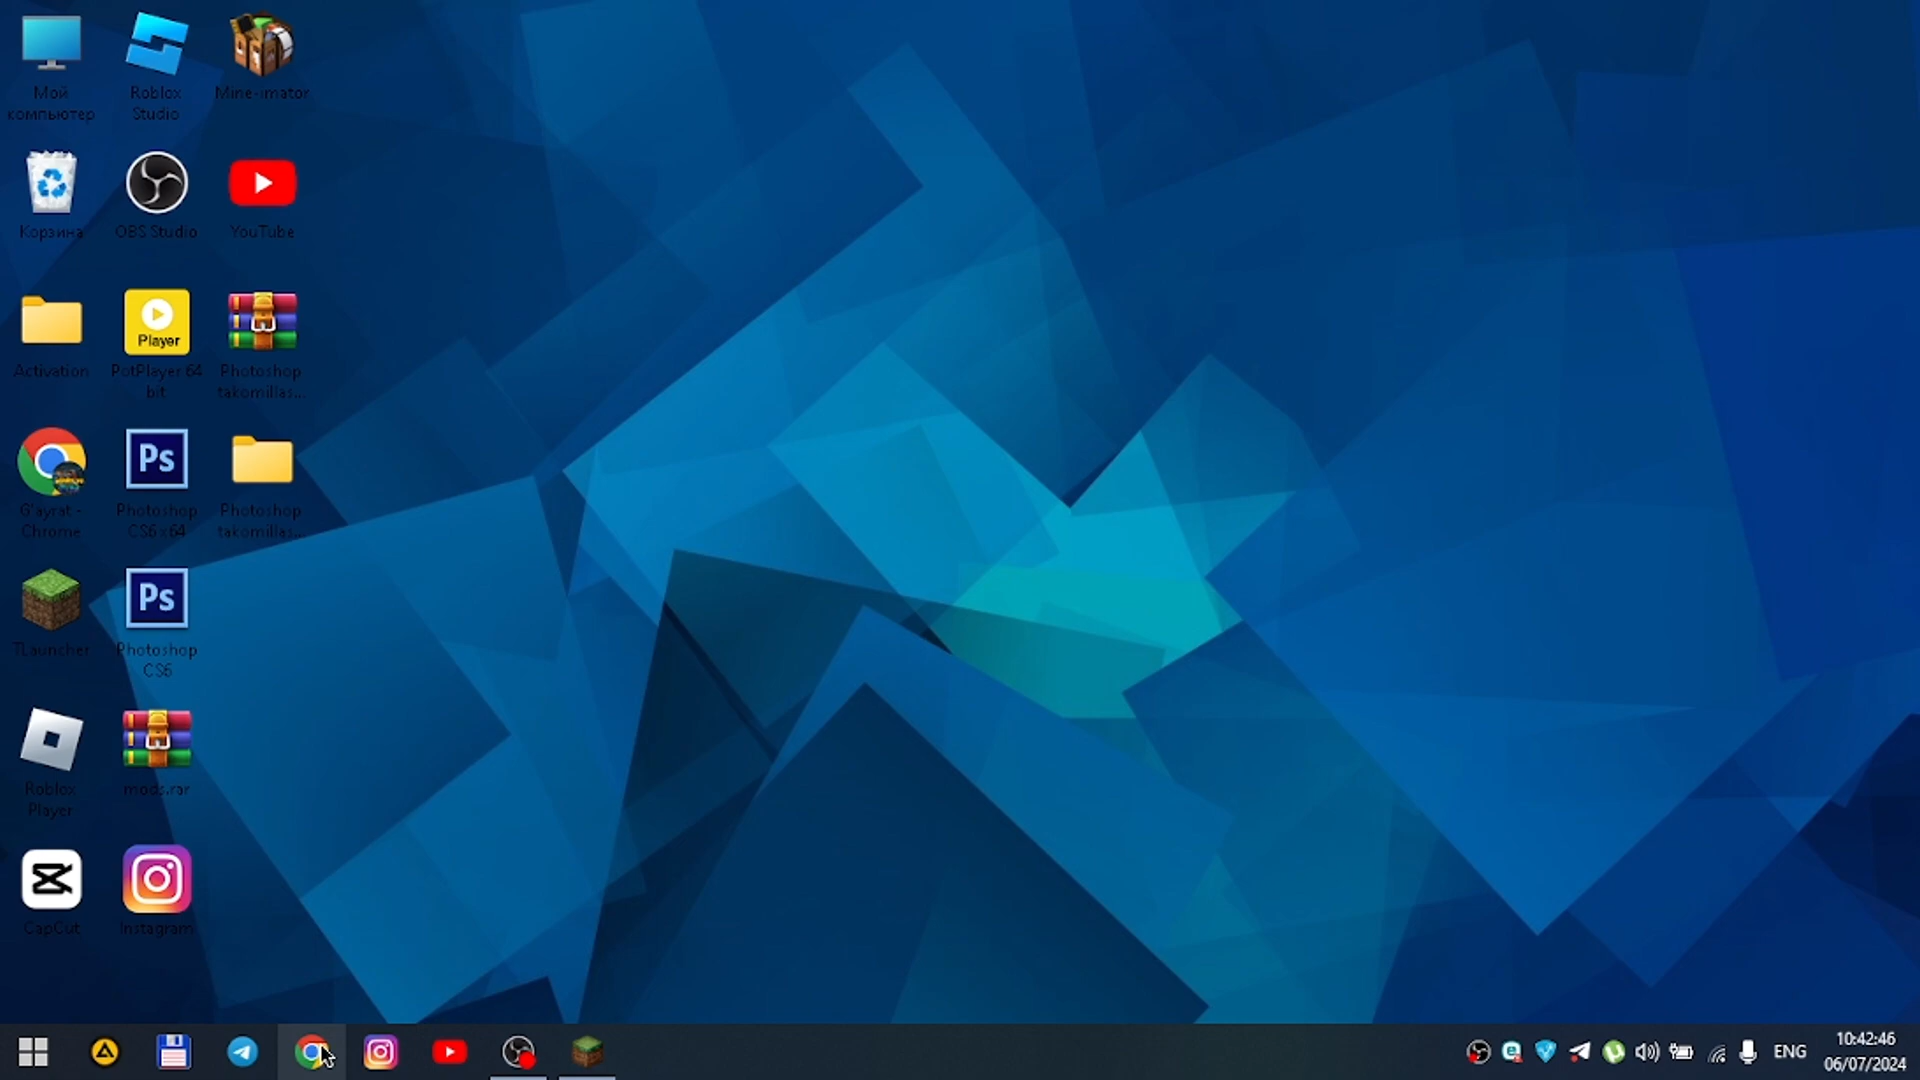 Мой
компьютер
Roblox
Studio
Mine-imator
Корзина
OBS Studio
YouTube
Activation
Player
PotPlayer 64
bit
Photoshop
takomillas...
G'ayrat -
Chrome
Ps
Photoshop
CS6 x64
Photoshop
takomillas...
TLauncher
Ps
Photoshop
CS6
Roblox
Player
mods.rar
CapCut
Instagram
ENG
10:42:46
06/07/2024